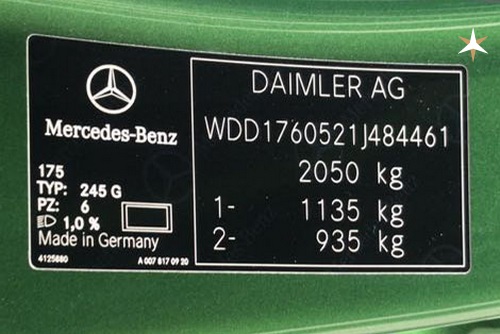 Mercedes-Benz
175
TYP: 245 G
PZ: 6
1,0 %
Made in Germany
4125880
A 007 817 09 20
DAIMLER AG
WDD1760521J484461
2050 kg
1- 1135 kg
2- 935 kg